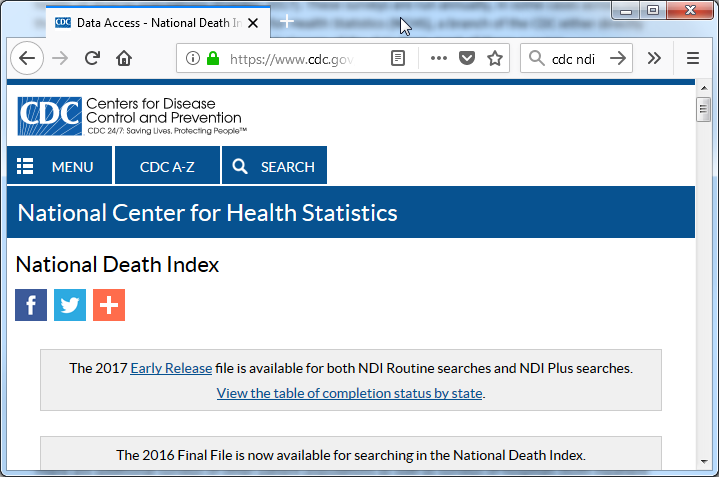 Data Access - National Death In
https://www.cdc.gov
cdc ndi
CDC
Centers for Disease
Control and Prevention
CDC 24/7: Saving Lives, Protecting People™
MENU
CDC A-Z
SEARCH
National Center for Health Statistics
National Death Index
The 2017 Early Release file is available for both NDI Routine searches and NDI Plus searches.
View the table of completion status by state.
The 2016 Final File is now available for searching in the National Death Index.